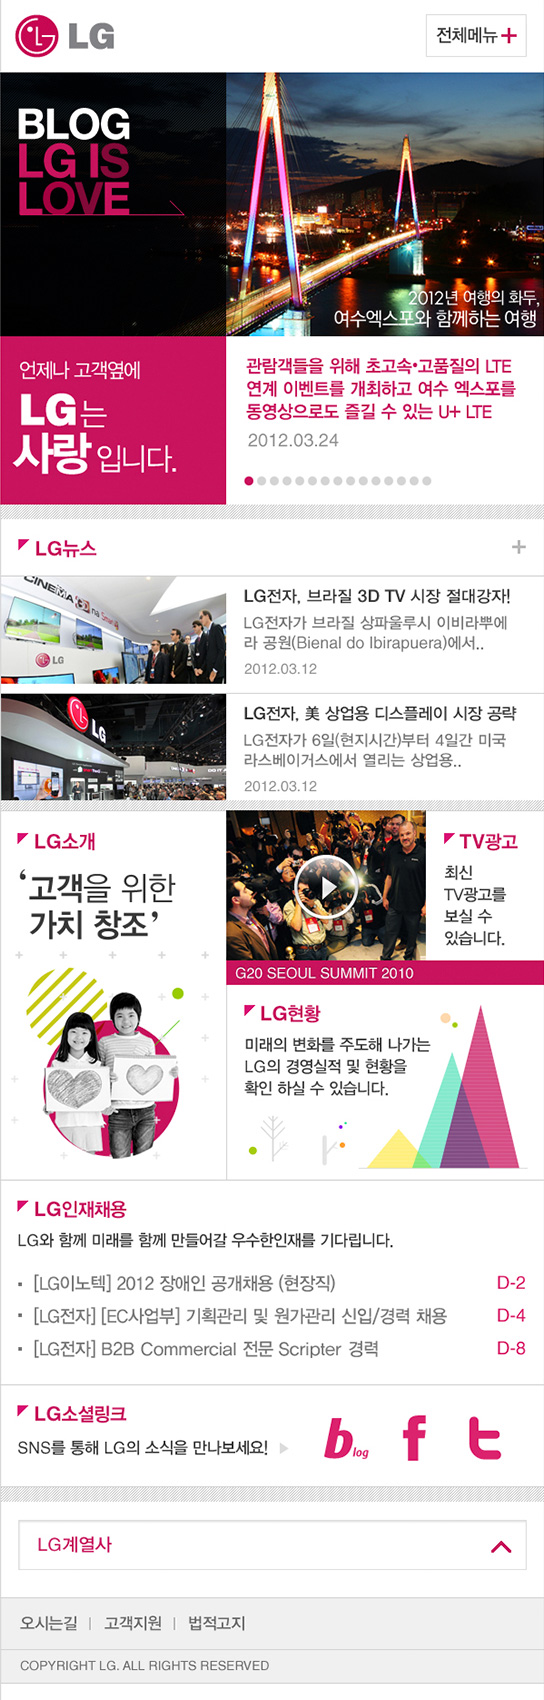 LG
전체메뉴
BLOG
LG IS
LOVE
2012년 여행의 화두,
여수엑스포와 함께하는 여행
언제나 고객옆에
LG는
사랑입니다.
관람객들을 위해 초고속•고품질의 LTE
연계 이벤트를 개최하고 여수 엑스포를
동영상으로도 즐길 수 있는 U+ LTE
2012.03.24
LG뉴스
CINEMA 3D
Smart
LG
LG전자, 브라질 3D TV 시장 절대강자!
LG전자가 브라질 상파울루시 이비라뿌에
라 공원(Bienal do Ibirapuera)에서..
2012.03.12
LG
LG전자, 美 상업용 디스플레이 시장 공략
LG전자가 6일(현지시간)부터 4일간 미국
라스베이거스에서 열리는 상업용..
2012.03.12
LG소개
‘고객을 위한
가치 창조’
TV광고
최신
TV광고를
보실 수
있습니다.
G20 SEOUL SUMMIT 2010
LG현황
미래의 변화를 주도해 나가는
LG의 경영실적 및 현황을
확인 하실 수 있습니다.
LG인재채용
LG와 함께 미래를 함께 만들어갈 우수한인재를 기다립니다.
[LG이노텍] 2012 장애인 공개채용 (현장직) D-2
[LG전자] [EC사업부] 기획관리 및 원가관리 신입/경력 채용 D-4
[LG전자] B2B Commercial 전문 Scripter 경력 D-8
LG소셜링크
SNS를 통해 LG의 소식을 만나보세요!
blog
f
t
LG계열사
오시는길 | 고객지원 | 법적고지
COPYRIGHT LG. ALL RIGHTS RESERVED